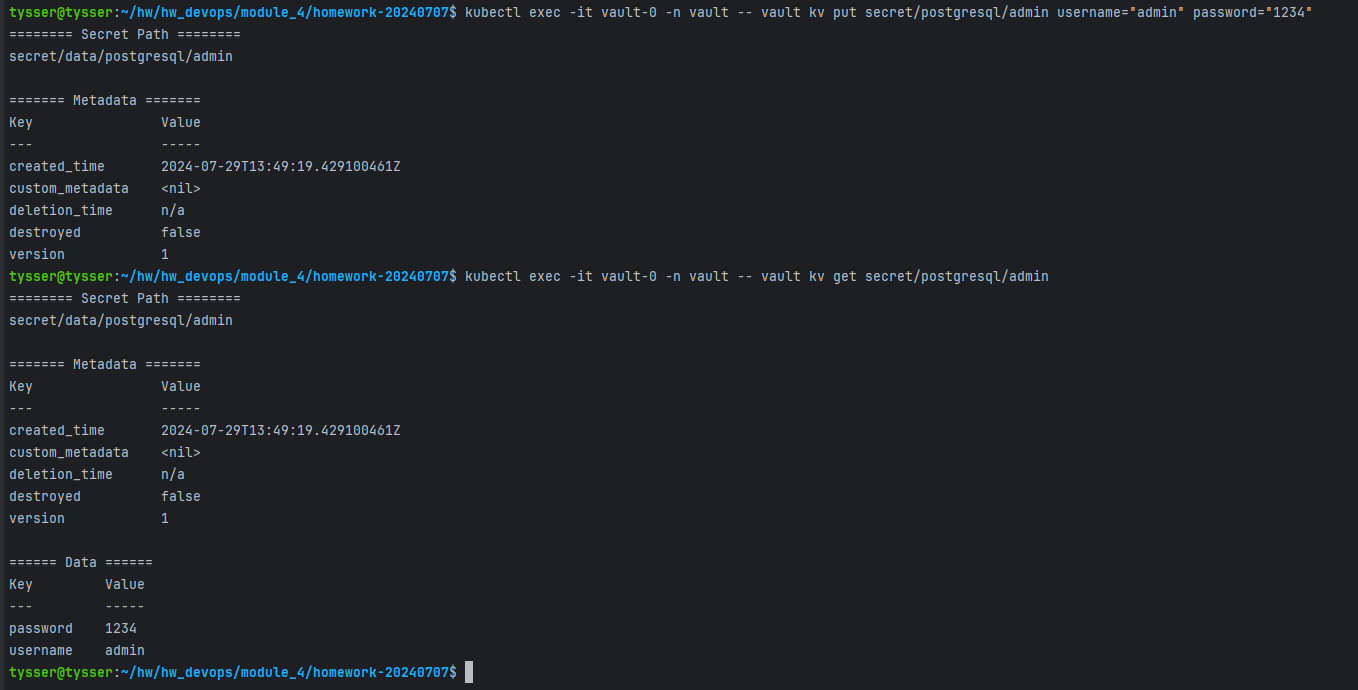 tysser@tysser:~/hw/hw_devops/module_4/homework-20240707$ kubectl exec -it vault-0 -n vault -- vault kv put secret/postgresql/admin username="admin" password="1234"
======== Secret Path ========
secret/data/postgresql/admin

======= Metadata =======
Key                Value
---                -----
created_time       2024-07-29T13:49:19.429100461Z
custom_metadata    <nil>
deletion_time      n/a
destroyed          false
version            1
tysser@tysser:~/hw/hw_devops/module_4/homework-20240707$ kubectl exec -it vault-0 -n vault -- vault kv get secret/postgresql/admin
======== Secret Path ========
secret/data/postgresql/admin

======= Metadata =======
Key                Value
---                -----
created_time       2024-07-29T13:49:19.429100461Z
custom_metadata    <nil>
deletion_time      n/a
destroyed          false
version            1

====== Data ======
Key         Value
---         -----
password    1234
username    admin
tysser@tysser:~/hw/hw_devops/module_4/homework-20240707$